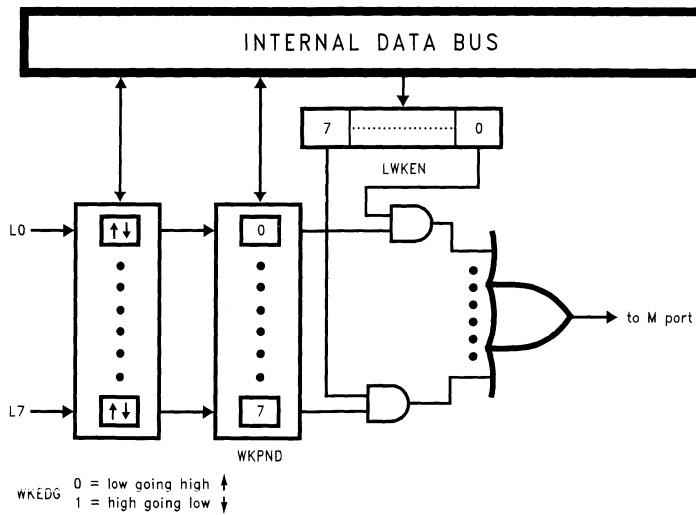 INTERNAL DATA BUS
7 0
LWKEN
L0 0
to M port
L7 7
WKPND
WKEDG 0 = low going high ↑
1 = high going low ↓